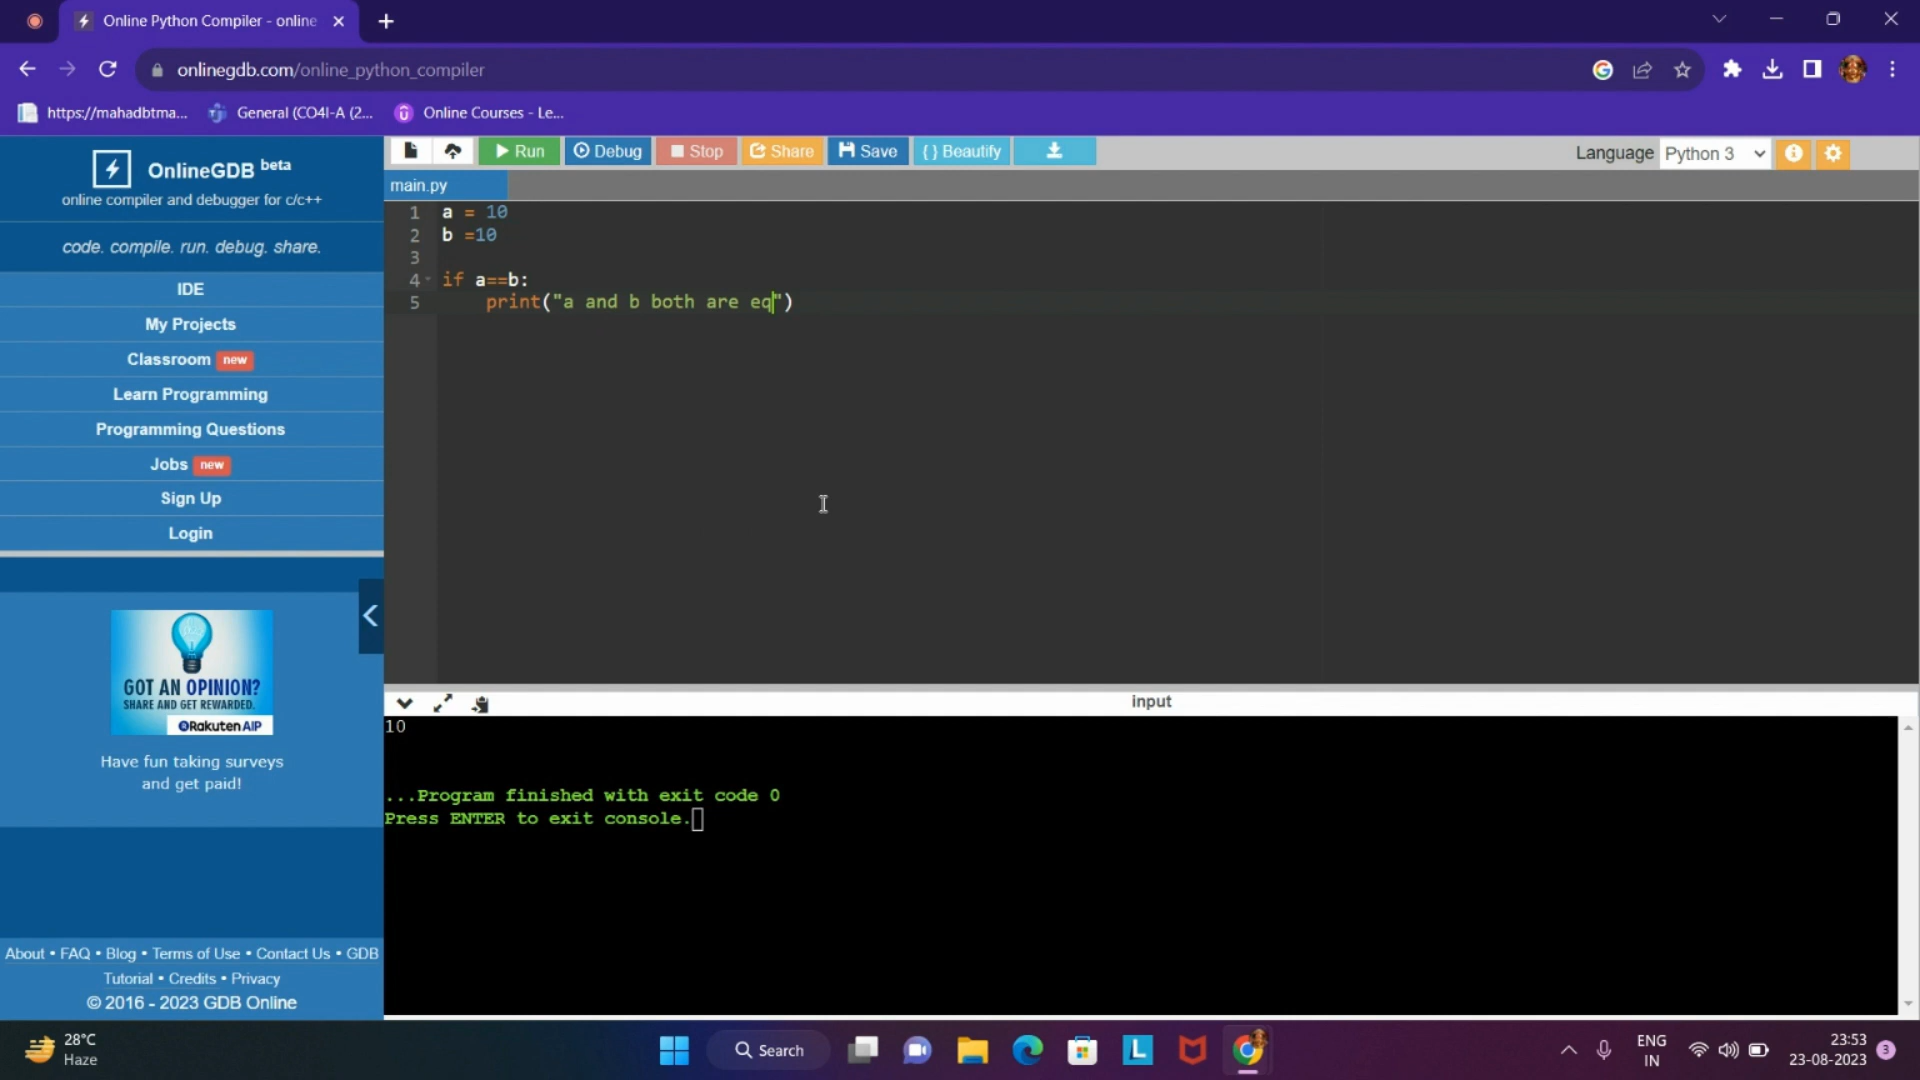 Online Python Compiler - online
onlinegdb.com/online_python_compiler
https://mahadbtma...
General (CO4I-A (2...
Online Courses - Le...
OnlineGDB beta
online compiler and debugger for c/c++
code. compile. run. debug. share.
IDE
My Projects
Classroom new
Learn Programming
Programming Questions
Jobs new
Sign Up
Login
GOT AN OPINION?
SHARE AND GET REWARDED.
Rakuten AIP
Have fun taking surveys
and get paid!
About • FAQ • Blog • Terms of Use • Contact Us • GDB
Tutorial • Credits • Privacy
© 2016 - 2023 GDB Online
Run Debug Stop Share Save { } Beautify
Language Python 3
main.py
1 a = 10
2 b =10
3
4 if a==b:
5 print("a and b both are eq")
input
10
...Program finished with exit code 0
Press ENTER to exit console.
28°C
Haze
Search
L
ENG
IN
23:53
23-08-2023
3